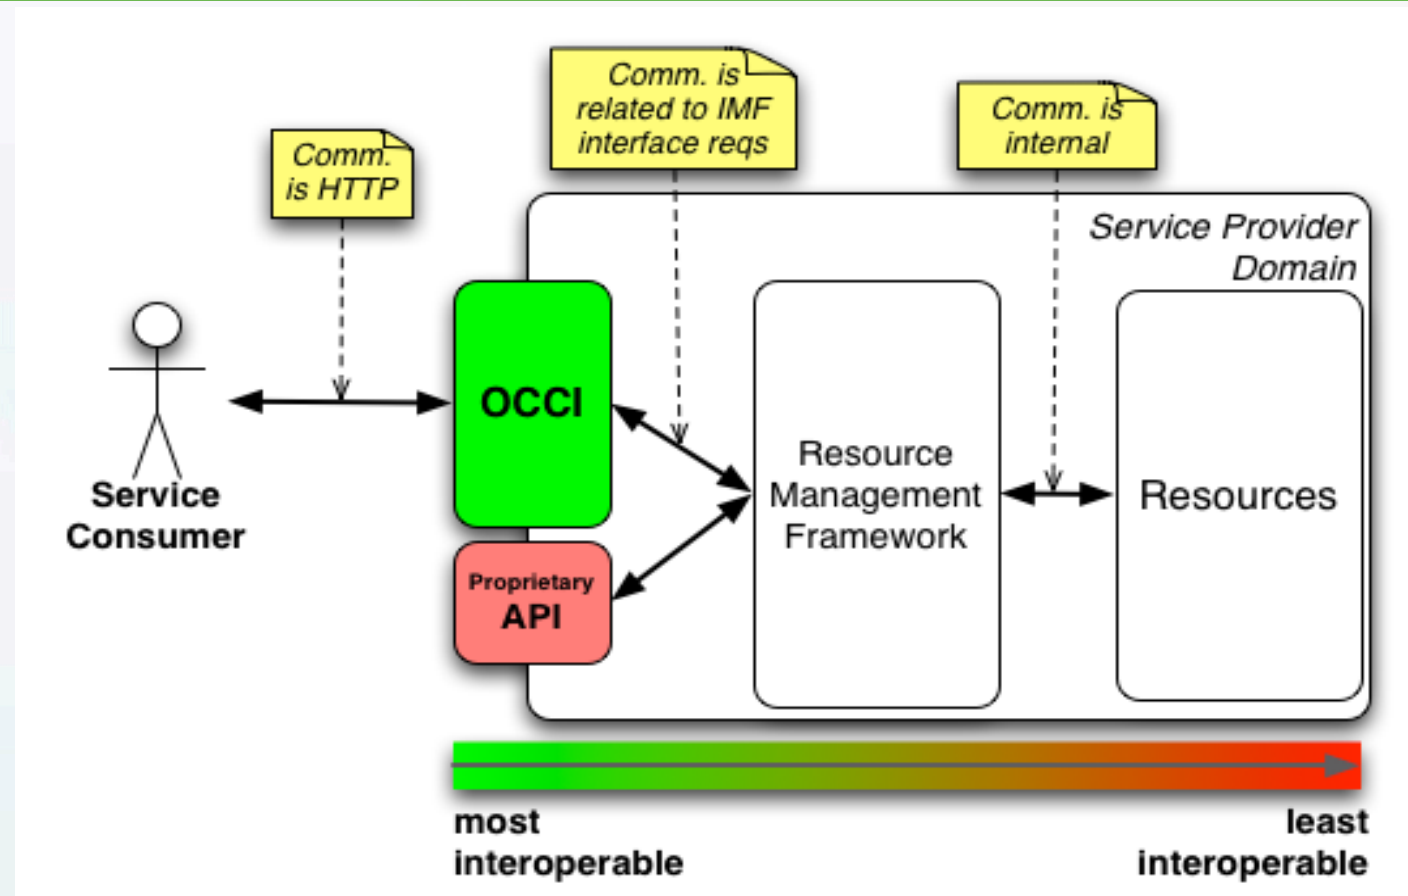 Comm. is
related to IMF
interface reqs
Comm. is
internal
Comm.
is HTTP
Service Provider
Domain
OCCI
Resource
Management
Framework
Resources
Service
Consumer
Proprietary
API
most
interoperable
least
interoperable